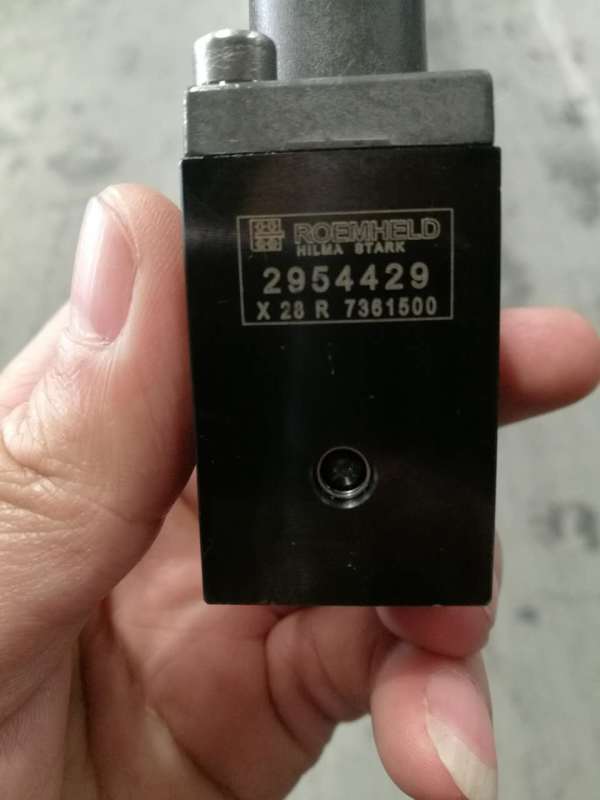 ROEMHELD
HILMA STARK
2954429
X 28 R 7361500